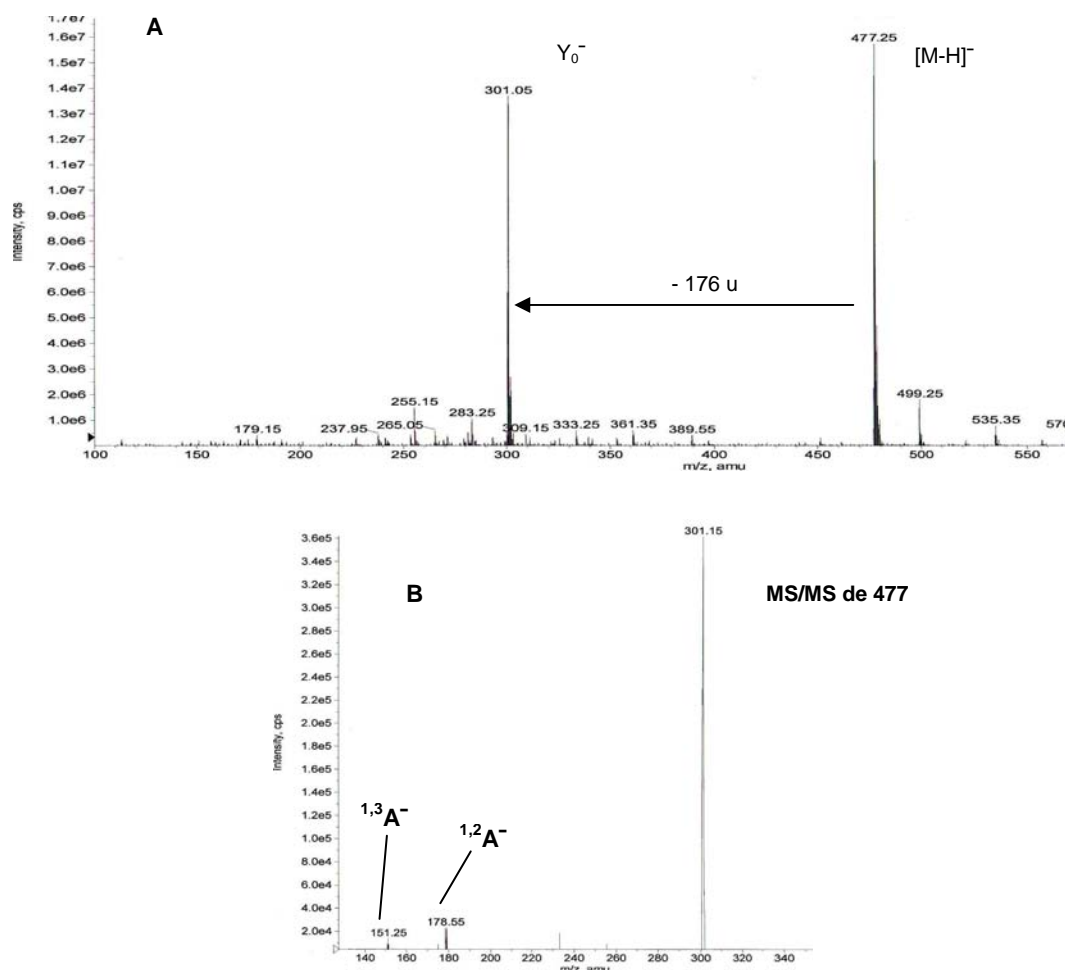 A
Y₀⁻
[M-H]⁻
477.25
301.05
- 176 u
255.15
283.25
179.15
237.95
265.05
309.15
333.25
361.35
389.55
499.25
535.35
570
1.7e7
1.6e7
1.5e7
1.4e7
1.3e7
1.2e7
1.1e7
1.0e7
9.0e6
8.0e6
7.0e6
6.0e6
5.0e6
4.0e6
3.0e6
2.0e6
1.0e6
Intensity, cps
100 150 200 250 300 350 400 450 500 550
m/z, amu
B
MS/MS de 477
301.15
¹,³A⁻
¹,²A⁻
151.25
178.55
3.6e5
3.4e5
3.2e5
3.0e5
2.8e5
2.6e5
2.4e5
2.2e5
2.0e5
1.8e5
1.6e5
1.4e5
1.2e5
1.0e5
8.0e4
6.0e4
4.0e4
2.0e4
Intensity, cps
140 160 180 200 220 240 260 280 300 320 340
m/z, amu